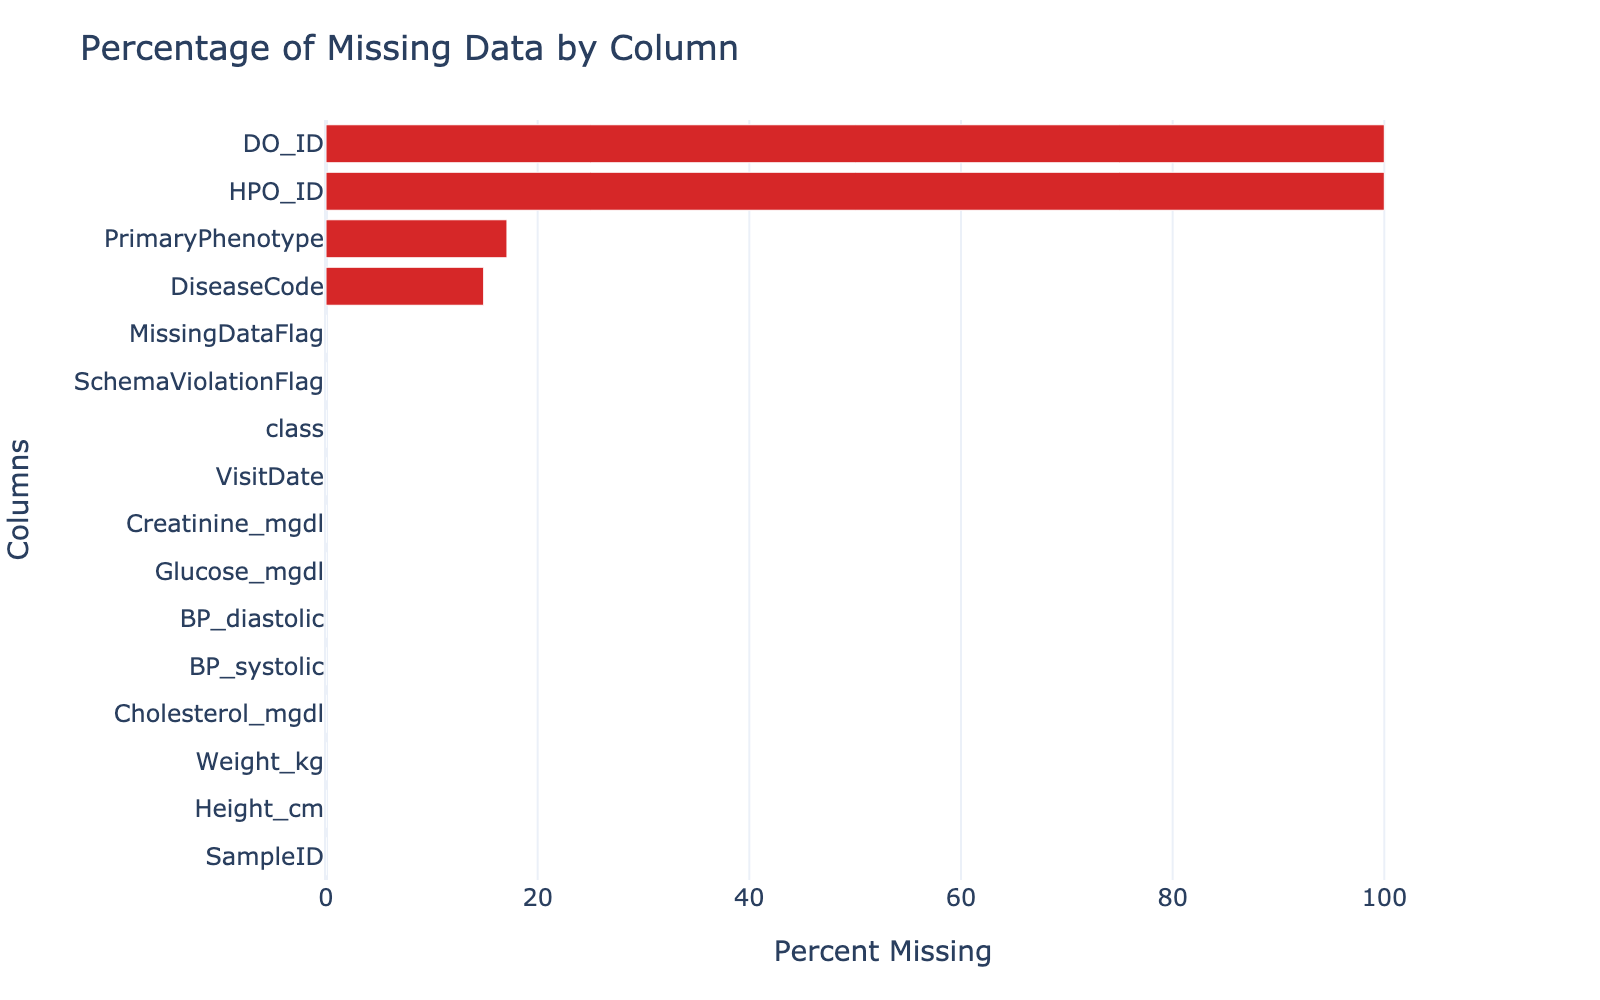 Percentage of Missing Data by Column
DO_ID
HPO_ID
PrimaryPhenotype
DiseaseCode
MissingDataFlag
SchemaViolationFlag
class
VisitDate
Creatinine_mgdl
Glucose_mgdl
BP_diastolic
BP_systolic
Cholesterol_mgdl
Weight_kg
Height_cm
SampleID
Columns
0 20 40 60 80 100
Percent Missing